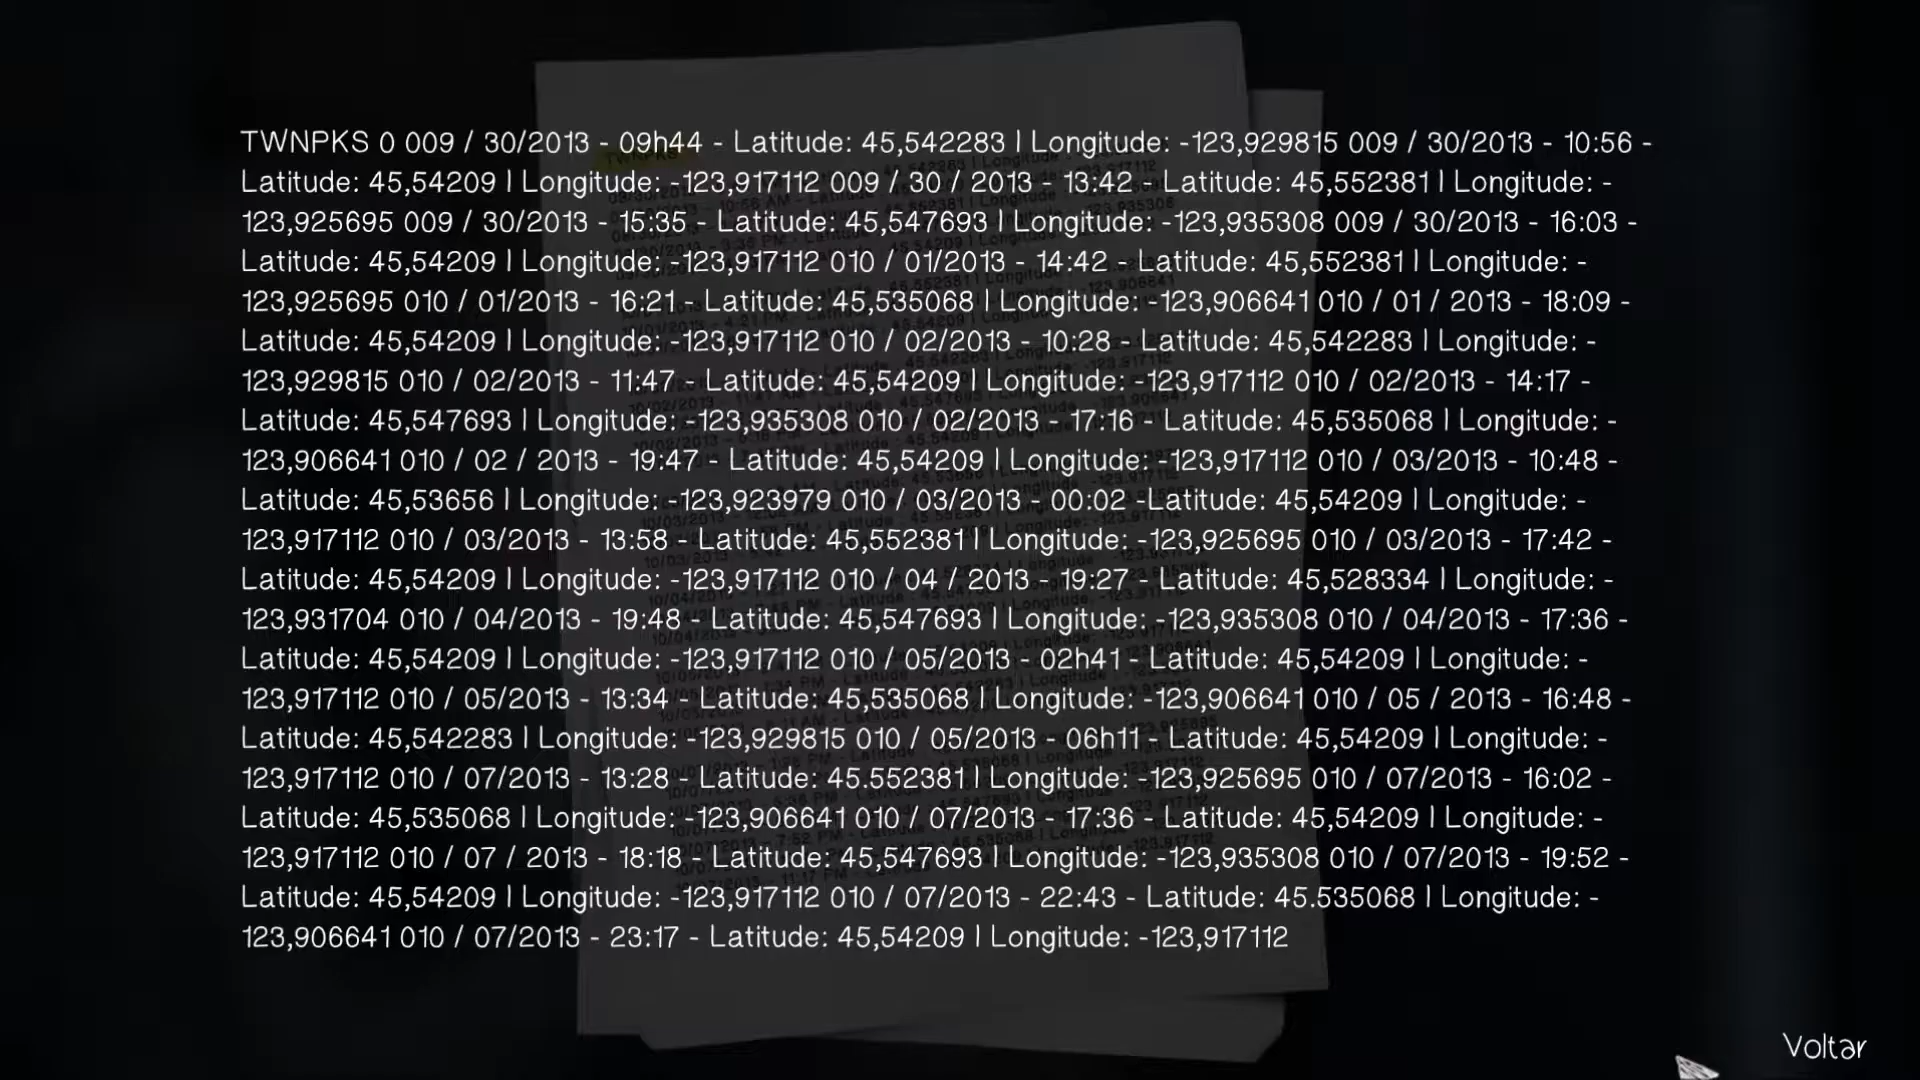 TWNPKS 0 009 / 30/2013 - 09h44 - Latitude: 45,542283 | Longitude: -123,929815 009 / 30/2013 - 10:56 -
Latitude: 45,54209 | Longitude: -123,917112 009 / 30 / 2013 - 13:42 - Latitude: 45,552381 | Longitude: -
123,925695 009 / 30/2013 - 15:35 - Latitude: 45,547693 | Longitude: -123,935308 009 / 30/2013 - 16:03 -
Latitude: 45,54209 | Longitude: -123,917112 010 / 01/2013 - 14:42 - Latitude: 45,552381 | Longitude: -
123,925695 010 / 01/2013 - 16:21 - Latitude: 45,535068 | Longitude: -123,906641 010 / 01 / 2013 - 18:09 -
Latitude: 45,54209 | Longitude: -123,917112 010 / 02/2013 - 10:28 - Latitude: 45,542283 | Longitude: -
123,929815 010 / 02/2013 - 11:47 - Latitude: 45,54209 | Longitude: -123,917112 010 / 02/2013 - 14:17 -
Latitude: 45,547693 | Longitude: -123,935308 010 / 02/2013 - 17:16 - Latitude: 45,535068 | Longitude: -
123,906641 010 / 02 / 2013 - 19:47 - Latitude: 45,54209 | Longitude: -123,917112 010 / 03/2013 - 10:48 -
Latitude: 45,53656 | Longitude: -123,923979 010 / 03/2013 - 00:02 -Latitude: 45,54209 | Longitude: -
123,917112 010 / 03/2013 - 13:58 - Latitude: 45,552381 | Longitude: -123,925695 010 / 03/2013 - 17:42 -
Latitude: 45,54209 | Longitude: -123,917112 010 / 04 / 2013 - 19:27 - Latitude: 45,528334 | Longitude: -
123,931704 010 / 04/2013 - 19:48 - Latitude: 45,547693 | Longitude: -123,935308 010 / 04/2013 - 17:36 -
Latitude: 45,54209 | Longitude: -123,917112 010 / 05/2013 - 02h41 - Latitude: 45,54209 | Longitude: -
123,917112 010 / 05/2013 - 13:34 - Latitude: 45,535068 | Longitude: -123,906641 010 / 05 / 2013 - 16:48 -
Latitude: 45,542283 | Longitude: -123,929815 010 / 05/2013 - 06h11 - Latitude: 45,54209 | Longitude: -
123,917112 010 / 07/2013 - 13:28 - Latitude: 45.552381 | Longitude: -123,925695 010 / 07/2013 - 16:02 -
Latitude: 45,535068 | Longitude: -123,906641 010 / 07/2013 - 17:36 - Latitude: 45,54209 | Longitude: -
123,917112 010 / 07 / 2013 - 18:18 - Latitude: 45,547693 | Longitude: -123,935308 010 / 07/2013 - 19:52 -
Latitude: 45,54209 | Longitude: -123,917112 010 / 07/2013 - 22:43 - Latitude: 45.535068 | Longitude: -
123,906641 010 / 07/2013 - 23:17 - Latitude: 45,54209 | Longitude: -123,917112
Voltar